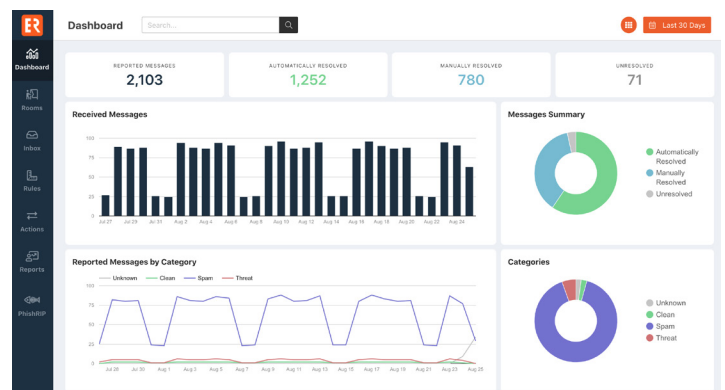 ER
Dashboard
Search...
Last 30 Days
Dashboard
Rooms
Inbox
Rules
Actions
Reports
PhishRIP
REPORTED MESSAGES
2,103
AUTOMATICALLY RESOLVED
1,252
MANUALLY RESOLVED
780
UNRESOLVED
71
Received Messages
100
75
50
25
0
Jul 27 Jul 29 Jul 31 Aug 2 Aug 4 Aug 6 Aug 8 Aug 10 Aug 12 Aug 14 Aug 16 Aug 18 Aug 20 Aug 22 Aug 24
Messages Summary
Automatically
Resolved
Manually
Resolved
Unresolved
Reported Messages by Category
Unknown Clean Spam Threat
100
75
50
25
0
Jul 28 Jul 30 Aug 1 Aug 3 Aug 5 Aug 7 Aug 9 Aug 11 Aug 13 Aug 15 Aug 17 Aug 19 Aug 21 Aug 23 Aug 25
Categories
Unknown
Clean
Spam
Threat